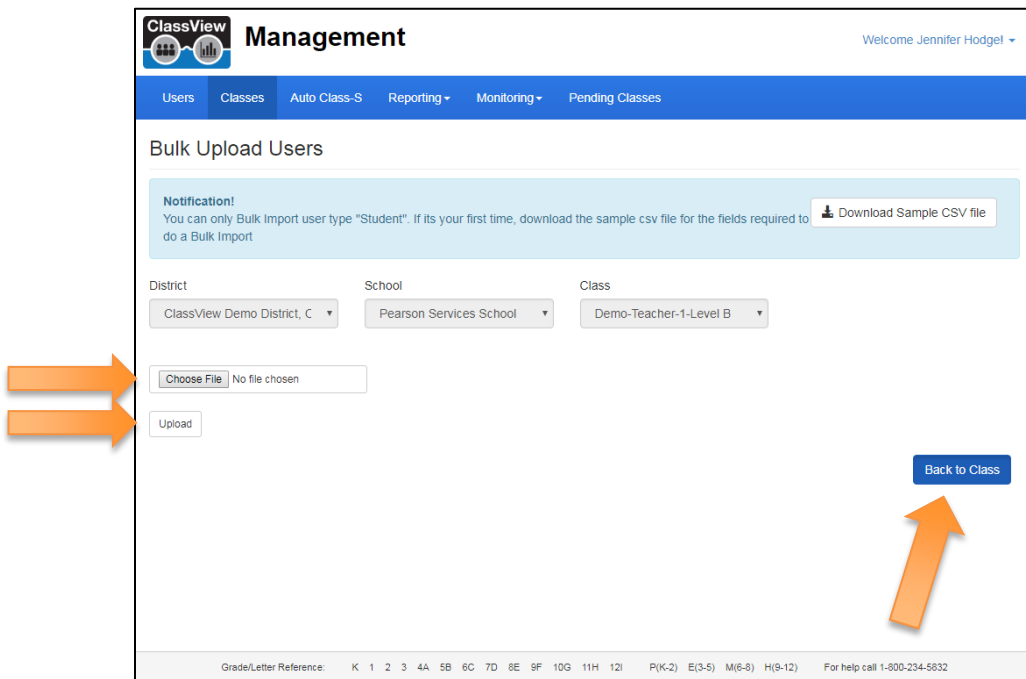 ClassView
Management
Welcome Jennifer Hodge!
Users Classes Auto Class-S Reporting Monitoring Pending Classes
Bulk Upload Users
Notification!
You can only Bulk Import user type "Student". If its your first time, download the sample csv file for the fields required to
do a Bulk Import
Download Sample CSV file
District School Class
ClassView Demo District, C Pearson Services School Demo-Teacher-1-Level B
Choose File No file chosen
Upload
Back to Class
Grade/Letter Reference: K 1 2 3 4A 5B 6C 7D 8E 9F 10G 11H 12I P(K-2) E(3-5) M(6-8) H(9-12) For help call 1-800-234-5832